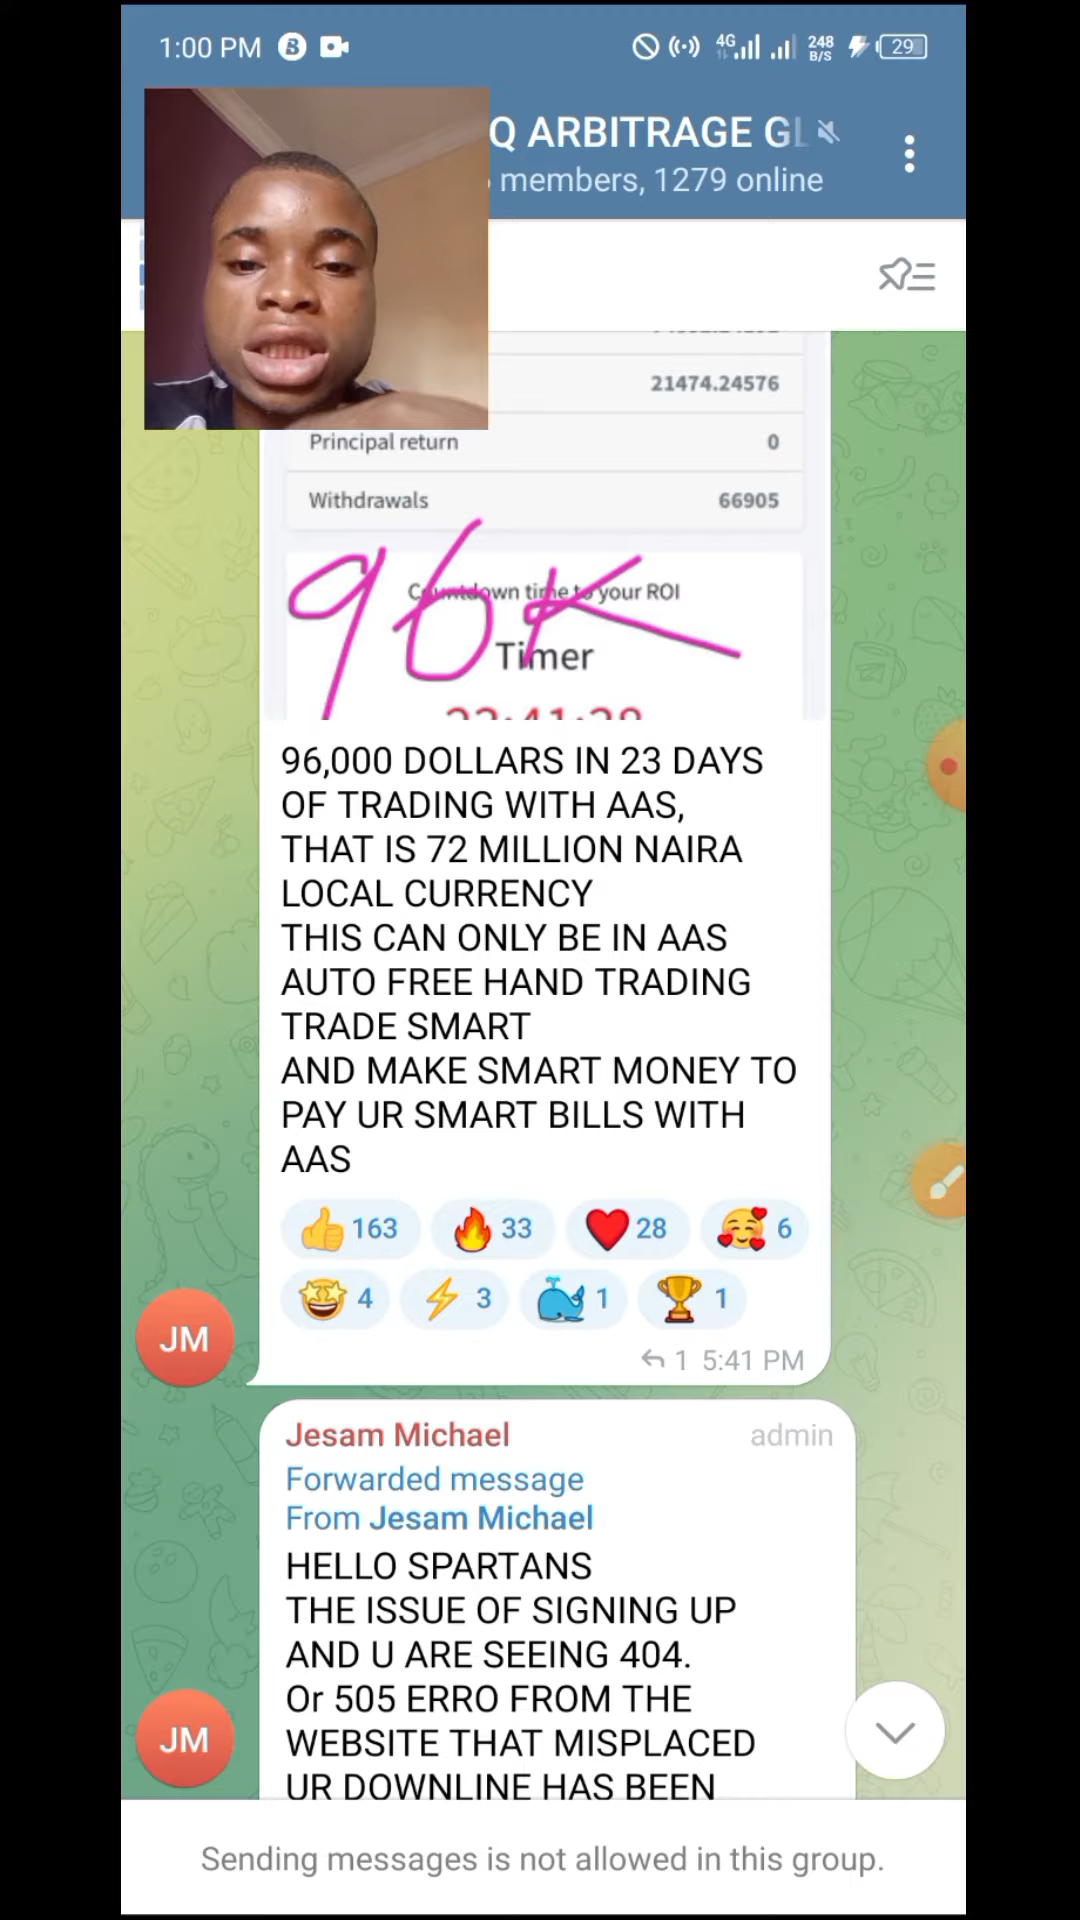 1:00 PM
4G
248
B/S
29
Q ARBITRAGE GL
members, 1279 online
21474.24576
Principal return 0
Withdrawals 66905
96K
Countdown time to your ROI
Timer
96,000 DOLLARS IN 23 DAYS
OF TRADING WITH AAS,
THAT IS 72 MILLION NAIRA
LOCAL CURRENCY
THIS CAN ONLY BE IN AAS
AUTO FREE HAND TRADING
TRADE SMART
AND MAKE SMART MONEY TO
PAY UR SMART BILLS WITH
AAS
163 33 28 6
4 3 1 1
1 5:41 PM
JM
Jesam Michael admin
Forwarded message
From Jesam Michael
HELLO SPARTANS
THE ISSUE OF SIGNING UP
AND U ARE SEEING 404.
Or 505 ERRO FROM THE
WEBSITE THAT MISPLACED
UR DOWNLINE HAS BEEN
JM
Sending messages is not allowed in this group.